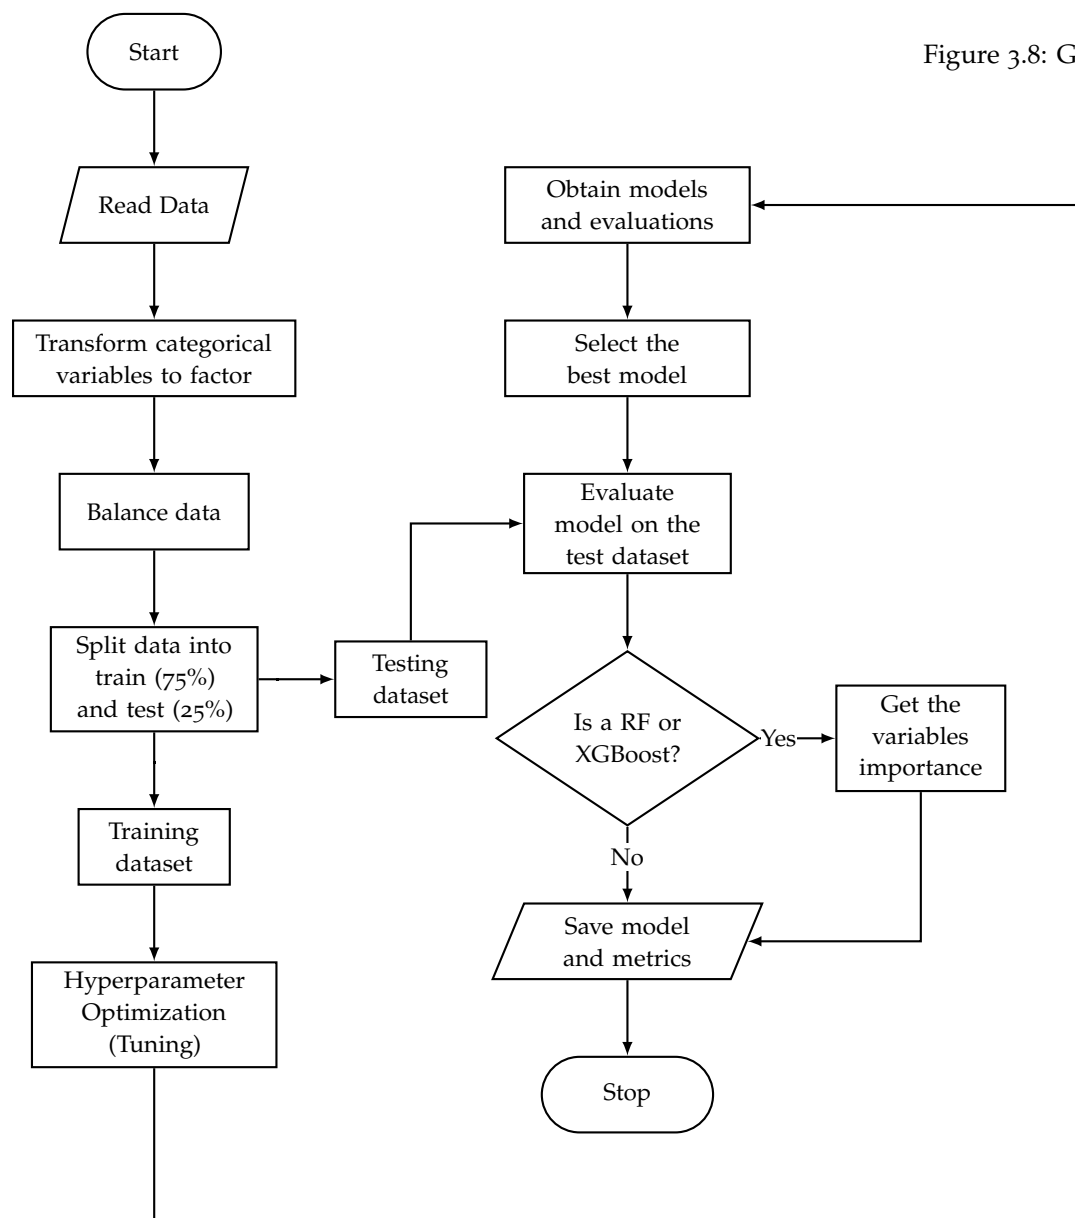 Start
Figure 3.8: G
Read Data
Transform categorical
variables to factor
Balance data
Split data into
train (75%)
and test (25%)
Testing
dataset
Training
dataset
Hyperparameter
Optimization
(Tuning)
Obtain models
and evaluations
Select the
best model
Evaluate
model on the
test dataset
Is a RF or
XGBoost?
Yes
Get the
variables
importance
No
Save model
and metrics
Stop